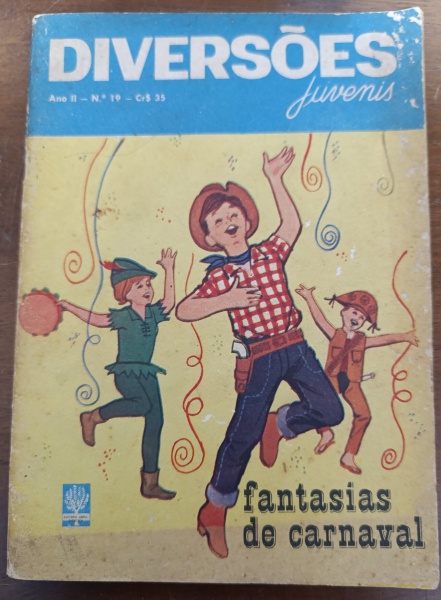 DIVERSÕES
Juvenis
Ano II — N.º 19 — Cr$ 35
fantasias
de carnaval